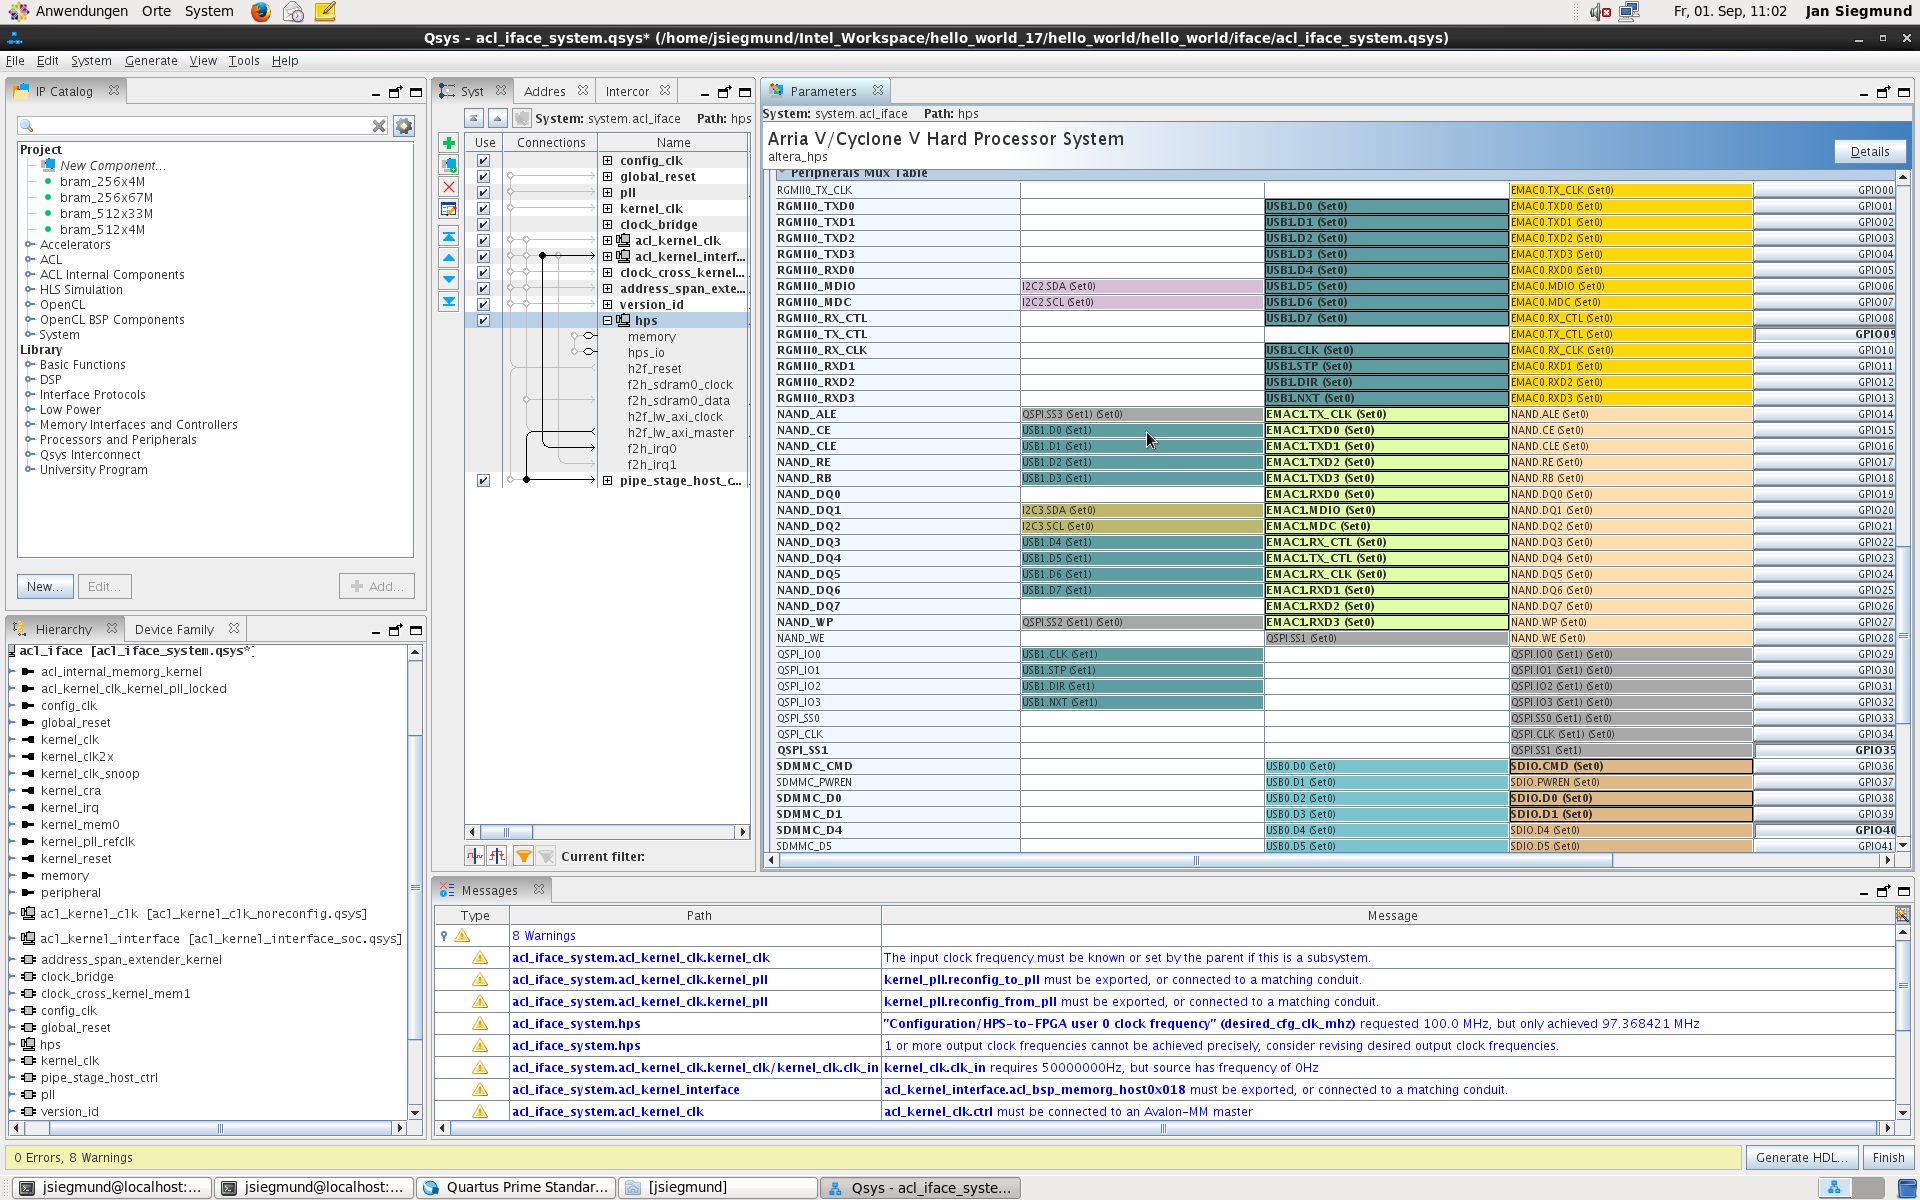 Anwendungen Orte System Fr, 01. Sep, 11:02 Jan Siegmund
Qsys - acl_iface_system.qsys* (/home/jsiegmund/Intel_Workspace/hello_world_17/hello_world/hello_world/iface/acl_iface_system.qsys)
File Edit System Generate View Tools Help
IP Catalog
Project
New Component...
bram_256x4M
bram_256x67M
bram_512x33M
bram_512x4M
Accelerators
ACL
ACL Internal Components
HLS Simulation
OpenCL
OpenCL BSP Components
System
Library
Basic Functions
DSP
Interface Protocols
Low Power
Memory Interfaces and Controllers
Processors and Peripherals
Qsys Interconnect
University Program
New... Edit... Add...
Hierarchy Device Family
acl_iface [acl_iface_system.qsys*]
acl_internal_memorg_kernel
acl_kernel_clk_kernel_pll_locked
config_clk
global_reset
kernel_clk
kernel_clk2x
kernel_clk_snoop
kernel_cra
kernel_irq
kernel_mem0
kernel_pll_refclk
kernel_reset
memory
peripheral
acl_kernel_clk [acl_kernel_clk_noreconfig.qsys]
acl_kernel_interface [acl_kernel_interface_soc.qsys]
address_span_extender_kernel
clock_bridge
clock_cross_kernel_mem1
config_clk
global_reset
hps
kernel_clk
pipe_stage_host_ctrl
pll
version_id
Syst Addres Intercor
System: system.acl_iface Path: hps
Use Connections Name
config_clk
global_reset
pll
kernel_clk
clock_bridge
acl_kernel_clk
acl_kernel_interf...
clock_cross_kernel...
address_span_exte...
version_id
hps
memory
hps_io
h2f_reset
f2h_sdram0_clock
f2h_sdram0_data
h2f_lw_axi_clock
h2f_lw_axi_master
f2h_irq0
f2h_irq1
pipe_stage_host_c...
Current filter:
Parameters
System: system.acl_iface Path: hps
Arria V/Cyclone V Hard Processor System
altera_hps
Details
Peripherals Mux Table
RGMII0_TX_CLK EMAC0.TX_CLK (Set0) GPIO00
RGMII0_TXD0 USB1.D0 (Set0) EMAC0.TXD0 (Set0) GPIO01
RGMII0_TXD1 USB1.D1 (Set0) EMAC0.TXD1 (Set0) GPIO02
RGMII0_TXD2 USB1.D2 (Set0) EMAC0.TXD2 (Set0) GPIO03
RGMII0_TXD3 USB1.D3 (Set0) EMAC0.TXD3 (Set0) GPIO04
RGMII0_RXD0 USB1.D4 (Set0) EMAC0.RXD0 (Set0) GPIO05
RGMII0_MDIO I2C2.SDA (Set0) USB1.D5 (Set0) EMAC0.MDIO (Set0) GPIO06
RGMII0_MDC I2C2.SCL (Set0) USB1.D6 (Set0) EMAC0.MDC (Set0) GPIO07
RGMII0_RX_CTL USB1.D7 (Set0) EMAC0.RX_CTL (Set0) GPIO08
RGMII0_TX_CTL EMAC0.TX_CTL (Set0) GPIO09
RGMII0_RX_CLK USB1.CLK (Set0) EMAC0.RX_CLK (Set0) GPIO10
RGMII0_RXD1 USB1.STP (Set0) EMAC0.RXD1 (Set0) GPIO11
RGMII0_RXD2 USB1.DIR (Set0) EMAC0.RXD2 (Set0) GPIO12
RGMII0_RXD3 USB1.NXT (Set0) EMAC0.RXD3 (Set0) GPIO13
NAND_ALE QSPI.SS3 (Set1) (Set0) EMAC1.TX_CLK (Set0) NAND.ALE (Set0) GPIO14
NAND_CE USB1.D0 (Set1) EMAC1.TXD0 (Set0) NAND.CE (Set0) GPIO15
NAND_CLE USB1.D1 (Set1) EMAC1.TXD1 (Set0) NAND.CLE (Set0) GPIO16
NAND_RE USB1.D2 (Set1) EMAC1.TXD2 (Set0) NAND.RE (Set0) GPIO17
NAND_RB USB1.D3 (Set1) EMAC1.TXD3 (Set0) NAND.RB (Set0) GPIO18
NAND_DQ0 EMAC1.RXD0 (Set0) NAND.DQ0 (Set0) GPIO19
NAND_DQ1 I2C3.SDA (Set0) EMAC1.MDIO (Set0) NAND.DQ1 (Set0) GPIO20
NAND_DQ2 I2C3.SCL (Set0) EMAC1.MDC (Set0) NAND.DQ2 (Set0) GPIO21
NAND_DQ3 USB1.D4 (Set1) EMAC1.RX_CTL (Set0) NAND.DQ3 (Set0) GPIO22
NAND_DQ4 USB1.D5 (Set1) EMAC1.TX_CTL (Set0) NAND.DQ4 (Set0) GPIO23
NAND_DQ5 USB1.D6 (Set1) EMAC1.RX_CLK (Set0) NAND.DQ5 (Set0) GPIO24
NAND_DQ6 USB1.D7 (Set1) EMAC1.RXD1 (Set0) NAND.DQ6 (Set0) GPIO25
NAND_DQ7 EMAC1.RXD2 (Set0) NAND.DQ7 (Set0) GPIO26
NAND_WP QSPI.SS2 (Set1) (Set0) EMAC1.RXD3 (Set0) NAND.WP (Set0) GPIO27
NAND_WE QSPI.SS1 (Set0) NAND.WE (Set0) GPIO28
QSPI_IO0 USB1.CLK (Set1) QSPI.IO0 (Set1) (Set0) GPIO29
QSPI_IO1 USB1.STP (Set1) QSPI.IO1 (Set1) (Set0) GPIO30
QSPI_IO2 USB1.DIR (Set1) QSPI.IO2 (Set1) (Set0) GPIO31
QSPI_IO3 USB1.NXT (Set1) QSPI.IO3 (Set1) (Set0) GPIO32
QSPI_SS0 QSPI.SS0 (Set1) (Set0) GPIO33
QSPI_CLK QSPI.CLK (Set1) (Set0) GPIO34
QSPI_SS1 QSPI.SS1 (Set1) GPIO35
SDMMC_CMD USB0.D0 (Set0) SDIO.CMD (Set0) GPIO36
SDMMC_PWREN USB0.D1 (Set0) SDIO.PWREN (Set0) GPIO37
SDMMC_D0 USB0.D2 (Set0) SDIO.D0 (Set0) GPIO38
SDMMC_D1 USB0.D3 (Set0) SDIO.D1 (Set0) GPIO39
SDMMC_D4 USB0.D4 (Set0) SDIO.D4 (Set0) GPIO40
SDMMC_D5 USB0.D5 (Set0) SDIO.D5 (Set0) GPIO41
Messages
Type Path Message
8 Warnings
acl_iface_system.acl_kernel_clk.kernel_clk The input clock frequency must be known or set by the parent if this is a subsystem.
acl_iface_system.acl_kernel_clk.kernel_pll kernel_pll.reconfig_to_pll must be exported, or connected to a matching conduit.
acl_iface_system.acl_kernel_clk.kernel_pll kernel_pll.reconfig_from_pll must be exported, or connected to a matching conduit.
acl_iface_system.hps "Configuration/HPS-to-FPGA user 0 clock frequency" (desired_cfg_clk_mhz) requested 100.0 MHz, but only achieved 97.368421 MHz
acl_iface_system.hps 1 or more output clock frequencies cannot be achieved precisely, consider revising desired output clock frequencies.
acl_iface_system.acl_kernel_clk.kernel_clk/kernel_clk.clk_in kernel_clk.clk_in requires 50000000Hz, but source has frequency of 0Hz
acl_iface_system.acl_kernel_interface acl_kernel_interface.acl_bsp_memorg_host0x018 must be exported, or connected to a matching conduit.
acl_iface_system.acl_kernel_clk acl_kernel_clk.ctrl must be connected to an Avalon-MM master
0 Errors, 8 Warnings Generate HDL... Finish
jsiegmund@localhost:... jsiegmund@localhost:... Quartus Prime Standar... [jsiegmund] Qsys - acl_iface_syste...